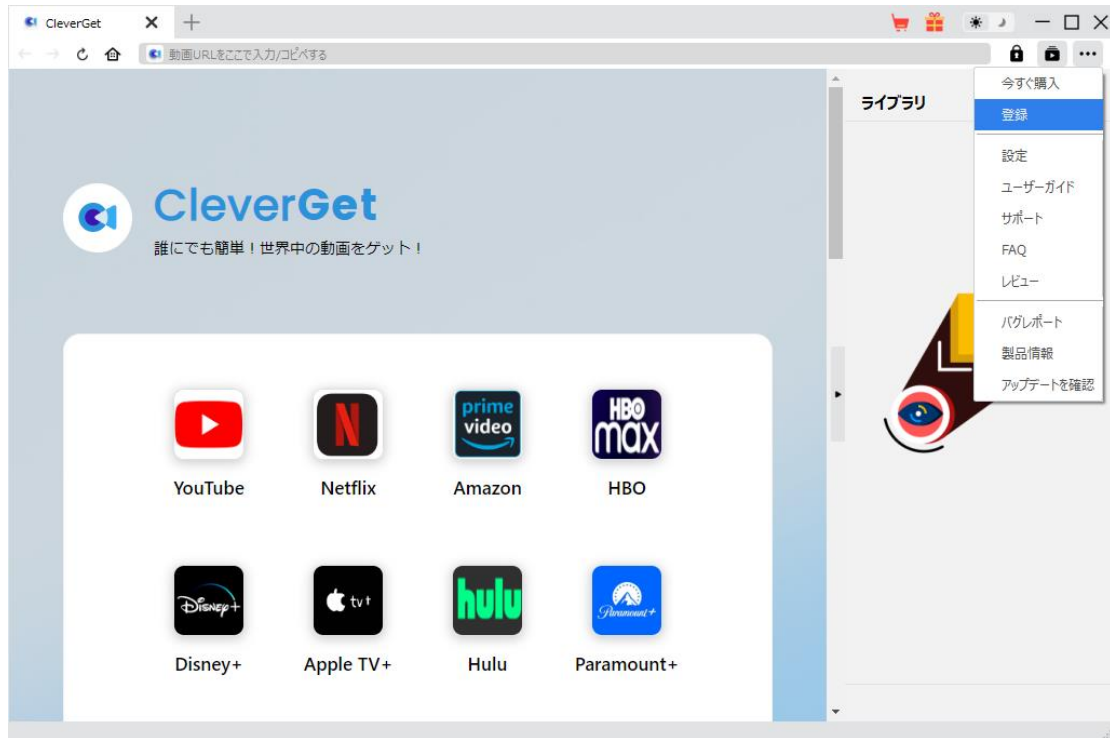 CleverGet
動画URLをここで入力/コピペする
今すぐ購入
登録
設定
ユーザーガイド
サポート
FAQ
レビュー
バグレポート
製品情報
アップデートを確認
ライブラリ
CleverGet
誰にでも簡単！世界中の動画をゲット！
YouTube
N
Netflix
prime
video
Amazon
HBO
max
HBO
Disney+
Disney+
tv+
Apple TV+
hulu
Hulu
Paramount+
Paramount+